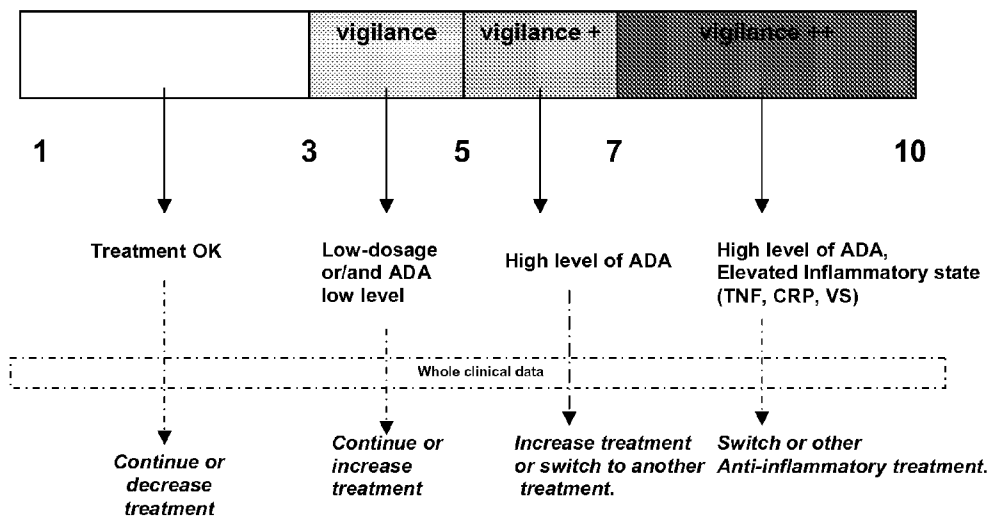 vigilance
vigilance +
vigilance ++
1
3
5
7
10
Treatment OK
Low-dosage
or/and ADA
low level
High level of ADA
High level of ADA,
Elevated Inflammatory state
(TNF, CRP, VS)
Whole clinical data
Continue or
decrease
treatment
Continue or
increase
treatment
Increase treatment
or switch to another
treatment.
Switch or other
Anti-inflammatory treatment.